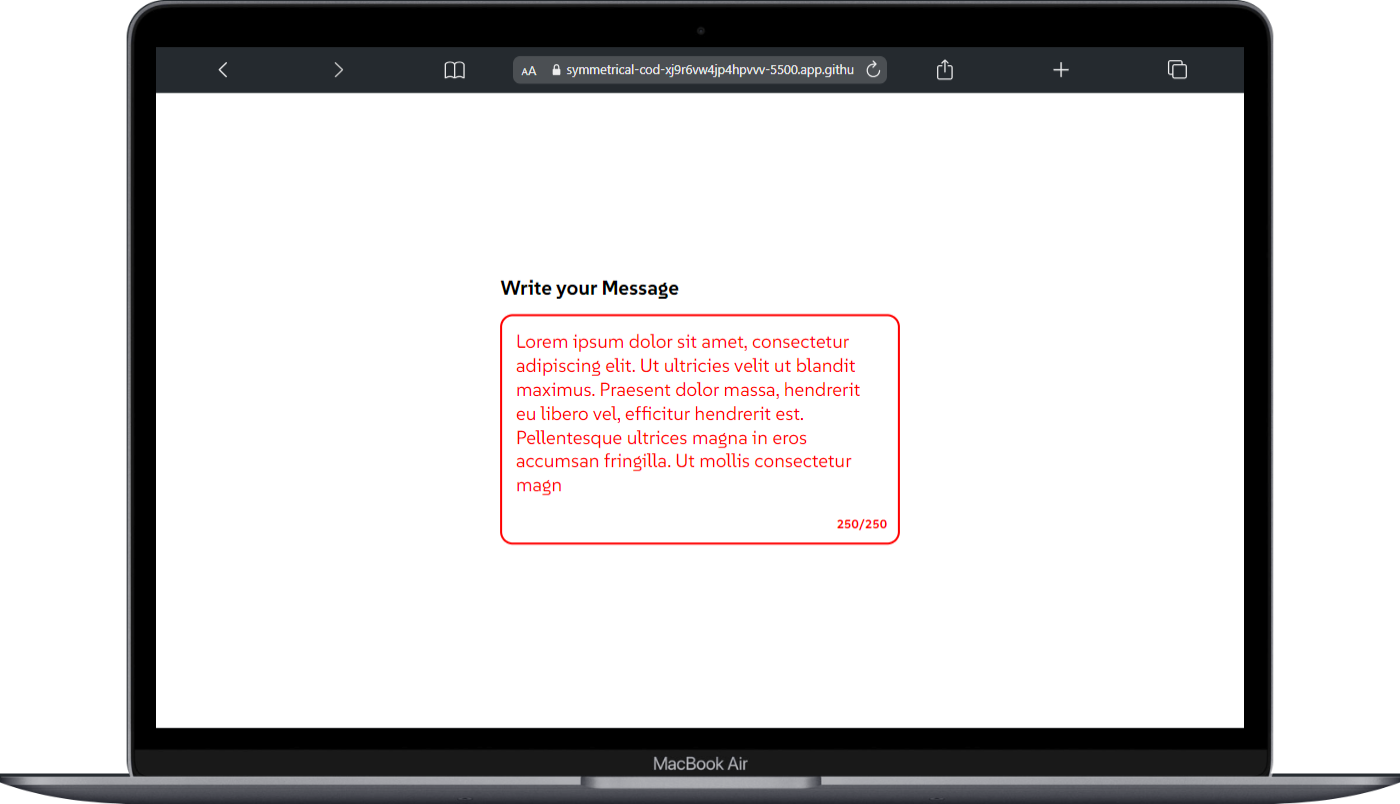 AA symmetrical-cod-xj9r6vw4jp4hpvvv-5500.app.githu
Write your Message
Lorem ipsum dolor sit amet, consectetur
adipiscing elit. Ut ultricies velit ut blandit
maximus. Praesent dolor massa, hendrerit
eu libero vel, efficitur hendrerit est.
Pellentesque ultrices magna in eros
accumsan fringilla. Ut mollis consectetur
magn
250/250
MacBook Air